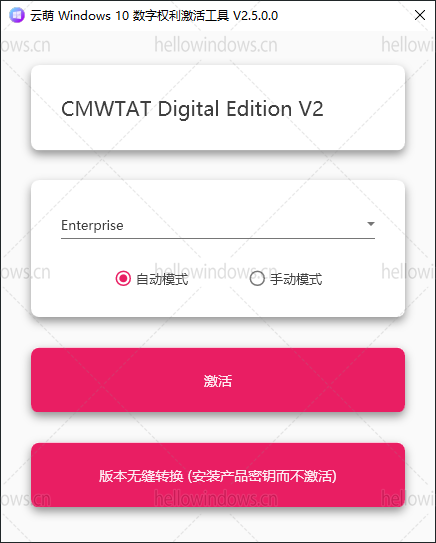 云萌 Windows 10 数字权利激活工具 V2.5.0.0
hellowindows.cn hellowindows.cn hellowindows.cn
CMWTAT Digital Edition V2
Enterprise
hellowindows.cn hellowindows.cn hellowindows.cn
自动模式 手动模式
激活
版本无缝转换 (安装产品密钥而不激活)
hellowindows.cn hellowindows.cn hellowindows.cn